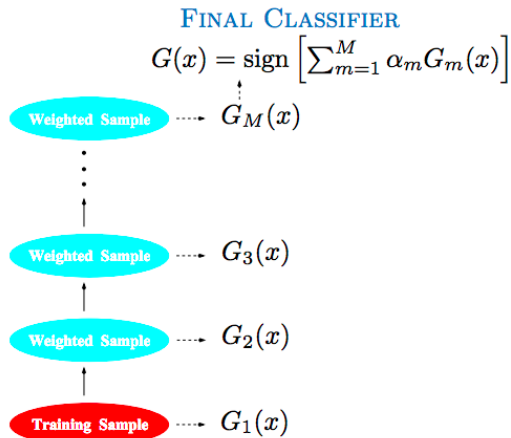 FINAL CLASSIFIER
G(x) = sign [∑_{m=1}^{M} α_m G_m(x)]
Weighted Sample G_M(x)
Weighted Sample G_3(x)
Weighted Sample G_2(x)
Training Sample G_1(x)